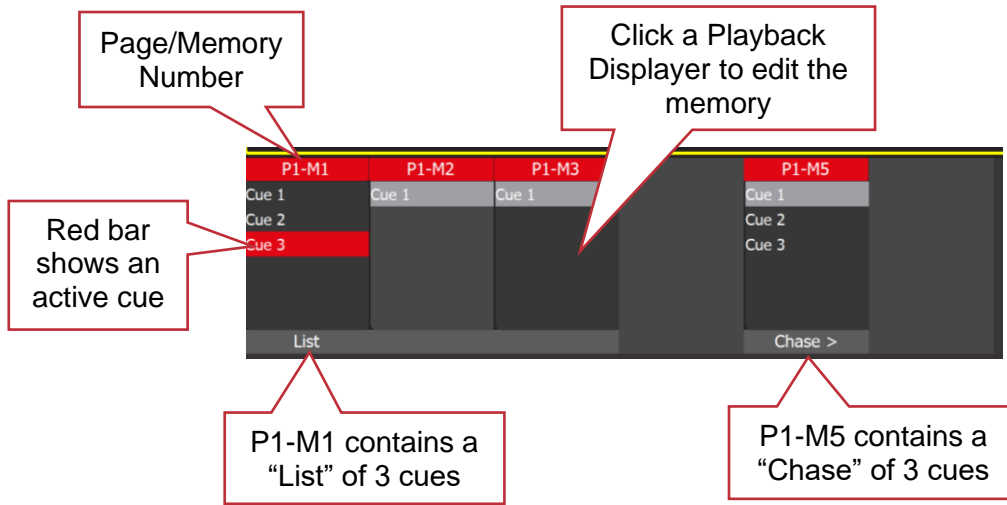 Page/Memory
Number
Click a Playback
Displayer to edit the
memory
P1-M1 P1-M2 P1-M3 P1-M5
Cue 1 Cue 1 Cue 1 Cue 1
Cue 2 Cue 2
Cue 3 Cue 3
Red bar
shows an
active cue
List Chase >
P1-M1 contains a
“List” of 3 cues
P1-M5 contains a
“Chase” of 3 cues